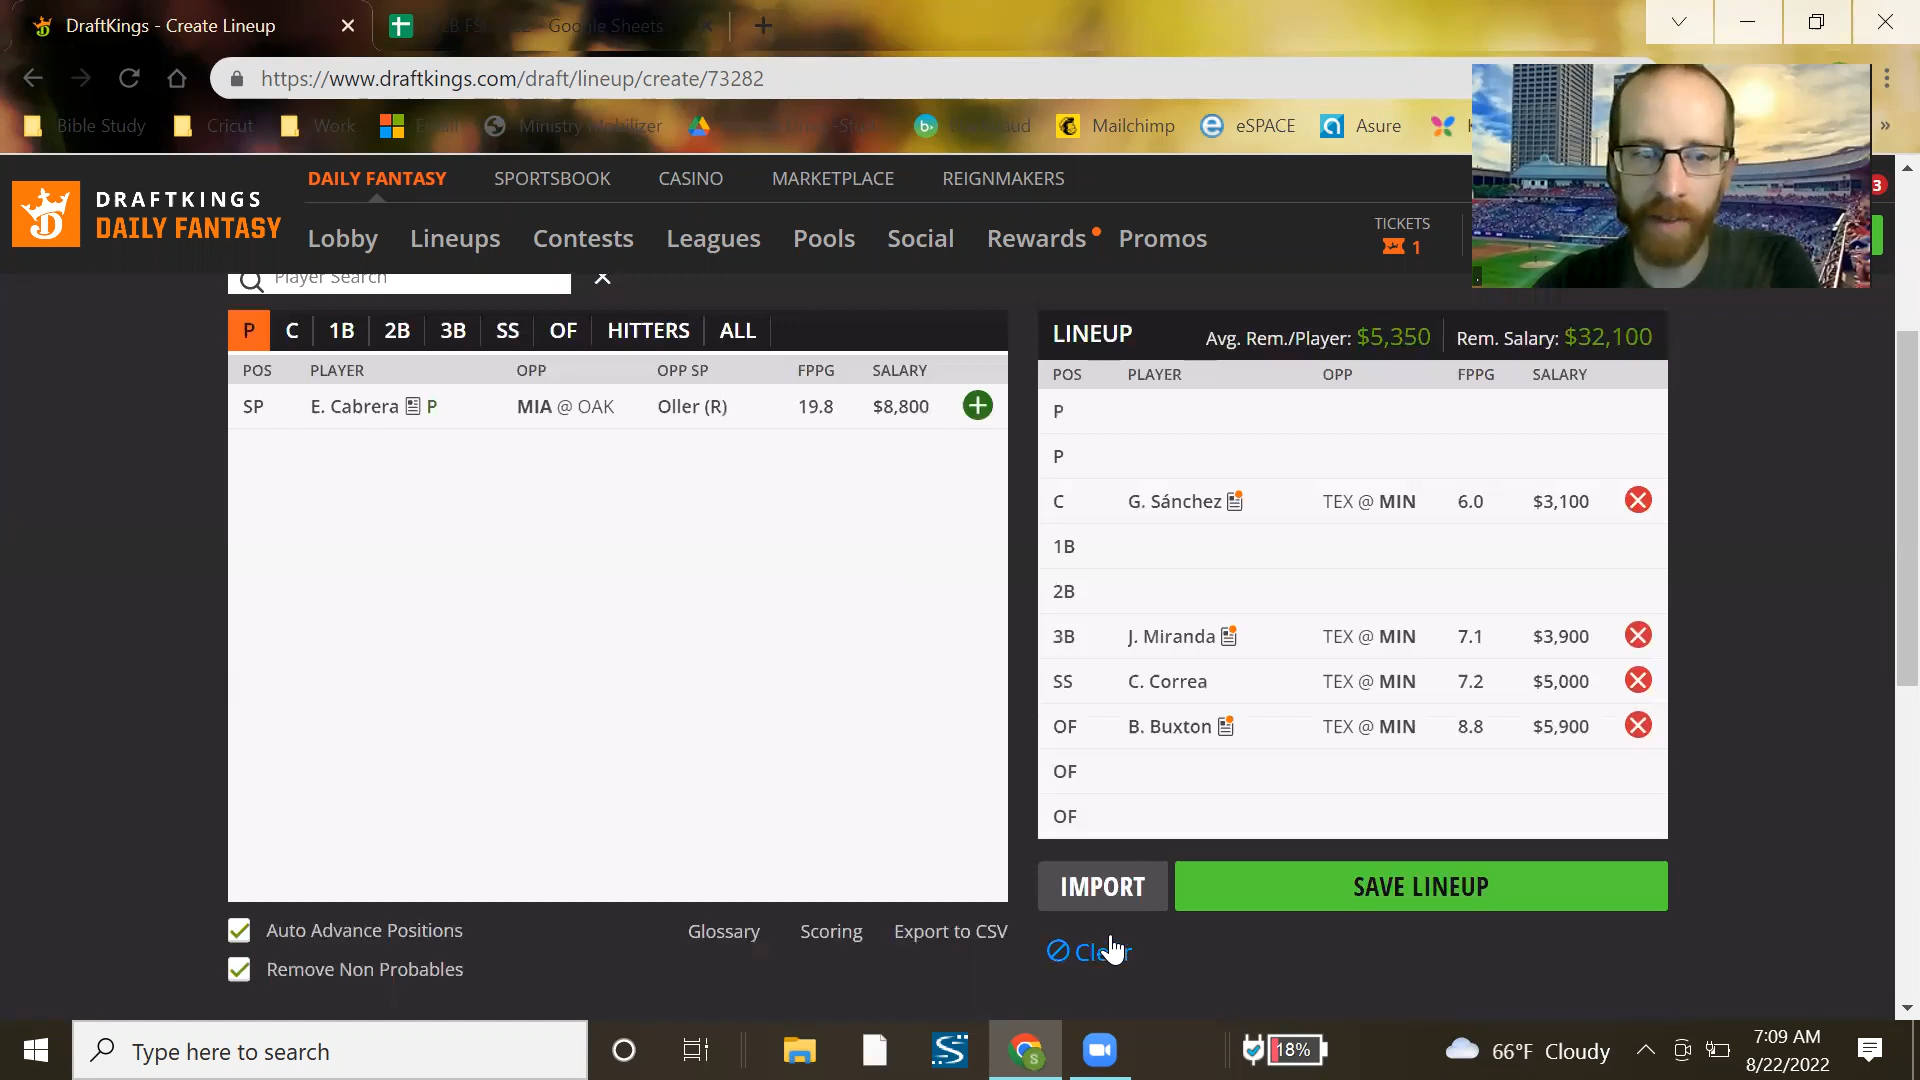 DraftKings - Create Lineup
Google Sheets
https://www.draftkings.com/draft/lineup/create/73282
Bible Study
Cricut
Work
Email
Ministry Mobilizer
Mailchimp
eSPACE
Asure
»
DRAFTKINGS
DAILY FANTASY
DAILY FANTASY SPORTSBOOK CASINO MARKETPLACE REIGNMAKERS
Lobby Lineups Contests Leagues Pools Social Rewards Promos
TICKETS
1
3
Player Search
P C 1B 2B 3B SS OF HITTERS ALL
POS PLAYER OPP OPP SP FPPG SALARY
SP E. Cabrera P MIA @ OAK Oller (R) 19.8 $8,800
LINEUP Avg. Rem./Player: $5,350 Rem. Salary: $32,100
POS PLAYER OPP FPPG SALARY
P
P
C G. Sánchez TEX @ MIN 6.0 $3,100
1B
2B
3B J. Miranda TEX @ MIN 7.1 $3,900
SS C. Correa TEX @ MIN 7.2 $5,000
OF B. Buxton TEX @ MIN 8.8 $5,900
OF
OF
IMPORT SAVE LINEUP
Clear
Auto Advance Positions
Remove Non Probables
Glossary Scoring Export to CSV
Type here to search
18%
66°F Cloudy
7:09 AM
8/22/2022